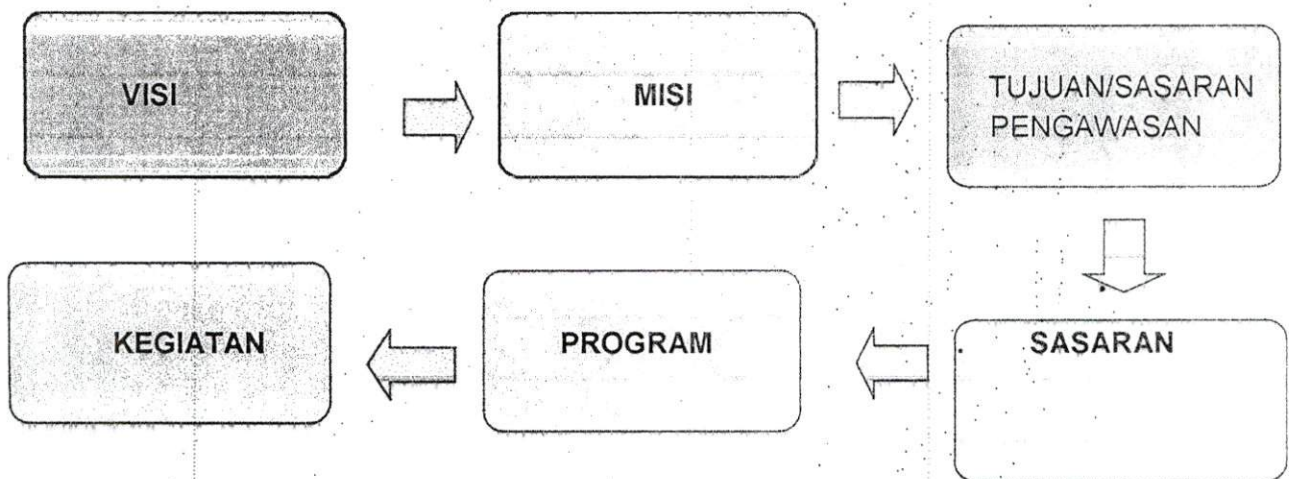 VISI
MISI
TUJUAN/SASARAN
PENGAWASAN
SASARAN
PROGRAM
KEGIATAN